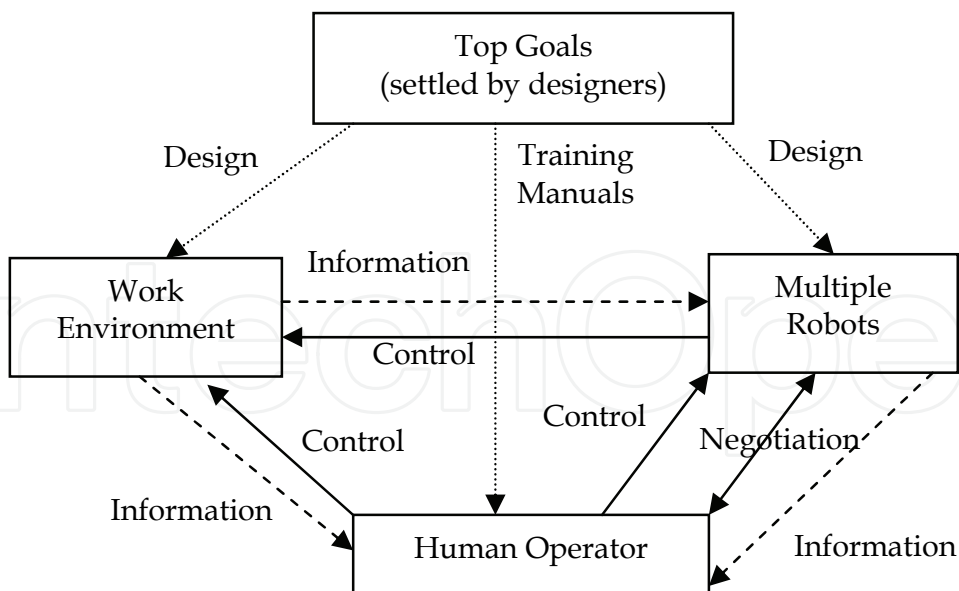 Top Goals
(settled by designers)
Design
Training
Manuals
Design
Information
Work
Environment
Multiple
Robots
Control
Control
Control
Negotiation
Information
Human Operator
Information